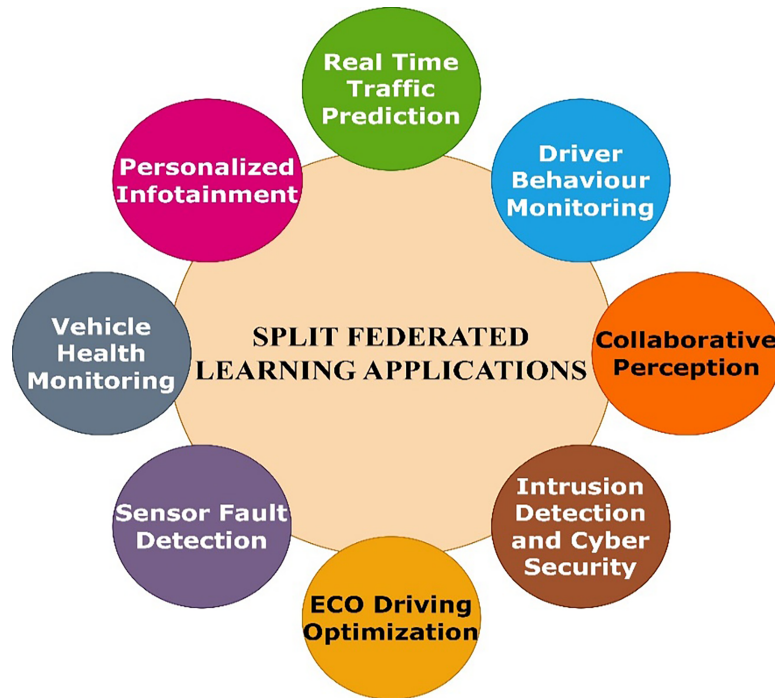 Real Time
Traffic
Prediction
Driver
Behaviour
Monitoring
Collaborative
Perception
Intrusion
Detection
and Cyber
Security
ECO Driving
Optimization
Sensor Fault
Detection
Vehicle
Health
Monitoring
Personalized
Infotainment
SPLIT FEDERATED
LEARNING APPLICATIONS